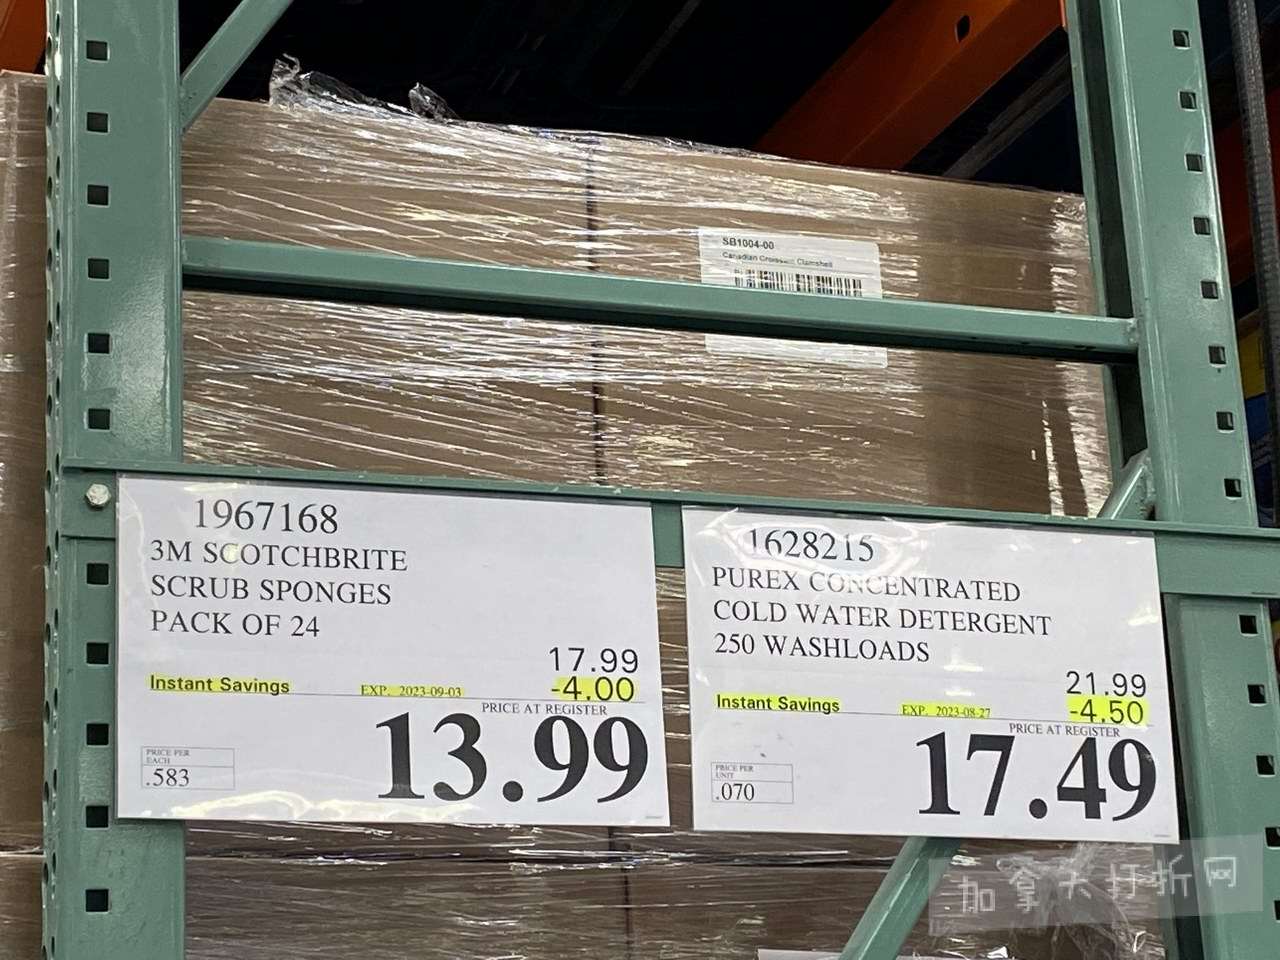 SB1004-00
Canadian Croissant Clamshell
1967168
3M SCOTCHBRITE
SCRUB SPONGES
PACK OF 24
17.99
Instant Savings EXP. 2023-09-03 -4.00
PRICE AT REGISTER
13.99
PRICE PER
EACH
.583
1628215
PUREX CONCENTRATED
COLD WATER DETERGENT
250 WASHLOADS
21.99
Instant Savings EXP. 2023-08-27 -4.50
PRICE AT REGISTER
17.49
PRICE PER
UNIT
.070
加拿大打折网